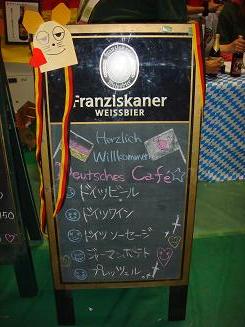 Franziskaner
WEISSBIER
Herzlich
Willkommen
Deutsches Cafe☆
ドイツビール
ドイツワイン
ドイツ ソーセージ
ジャーマンポテト
プレッツェル